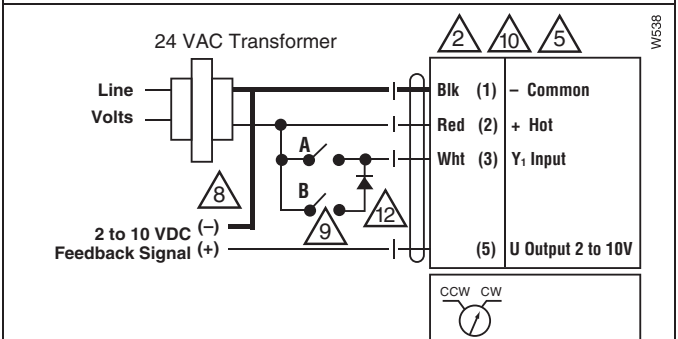 W538
24 VAC Transformer
2 10 5
Line
Volts
Blk (1) – Common
Red (2) + Hot
Wht (3) Y₁ Input
A
B
8
12
9
2 to 10 VDC (–)
Feedback Signal (+)
(5) U Output 2 to 10V
CCW CW